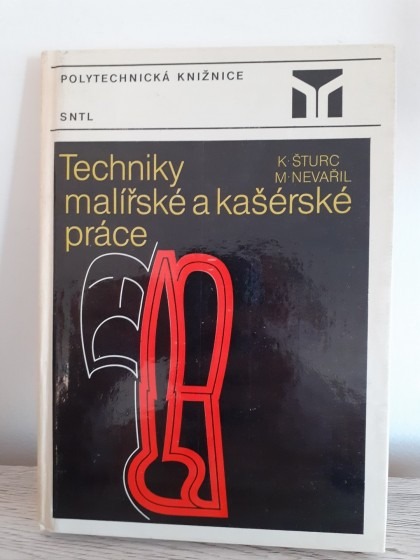 POLYTECHNICKÁ KNIŽNICE
SNTL
Techniky
malířské a kašérské
práce
K·ŠTURC
M·NEVAŘIL